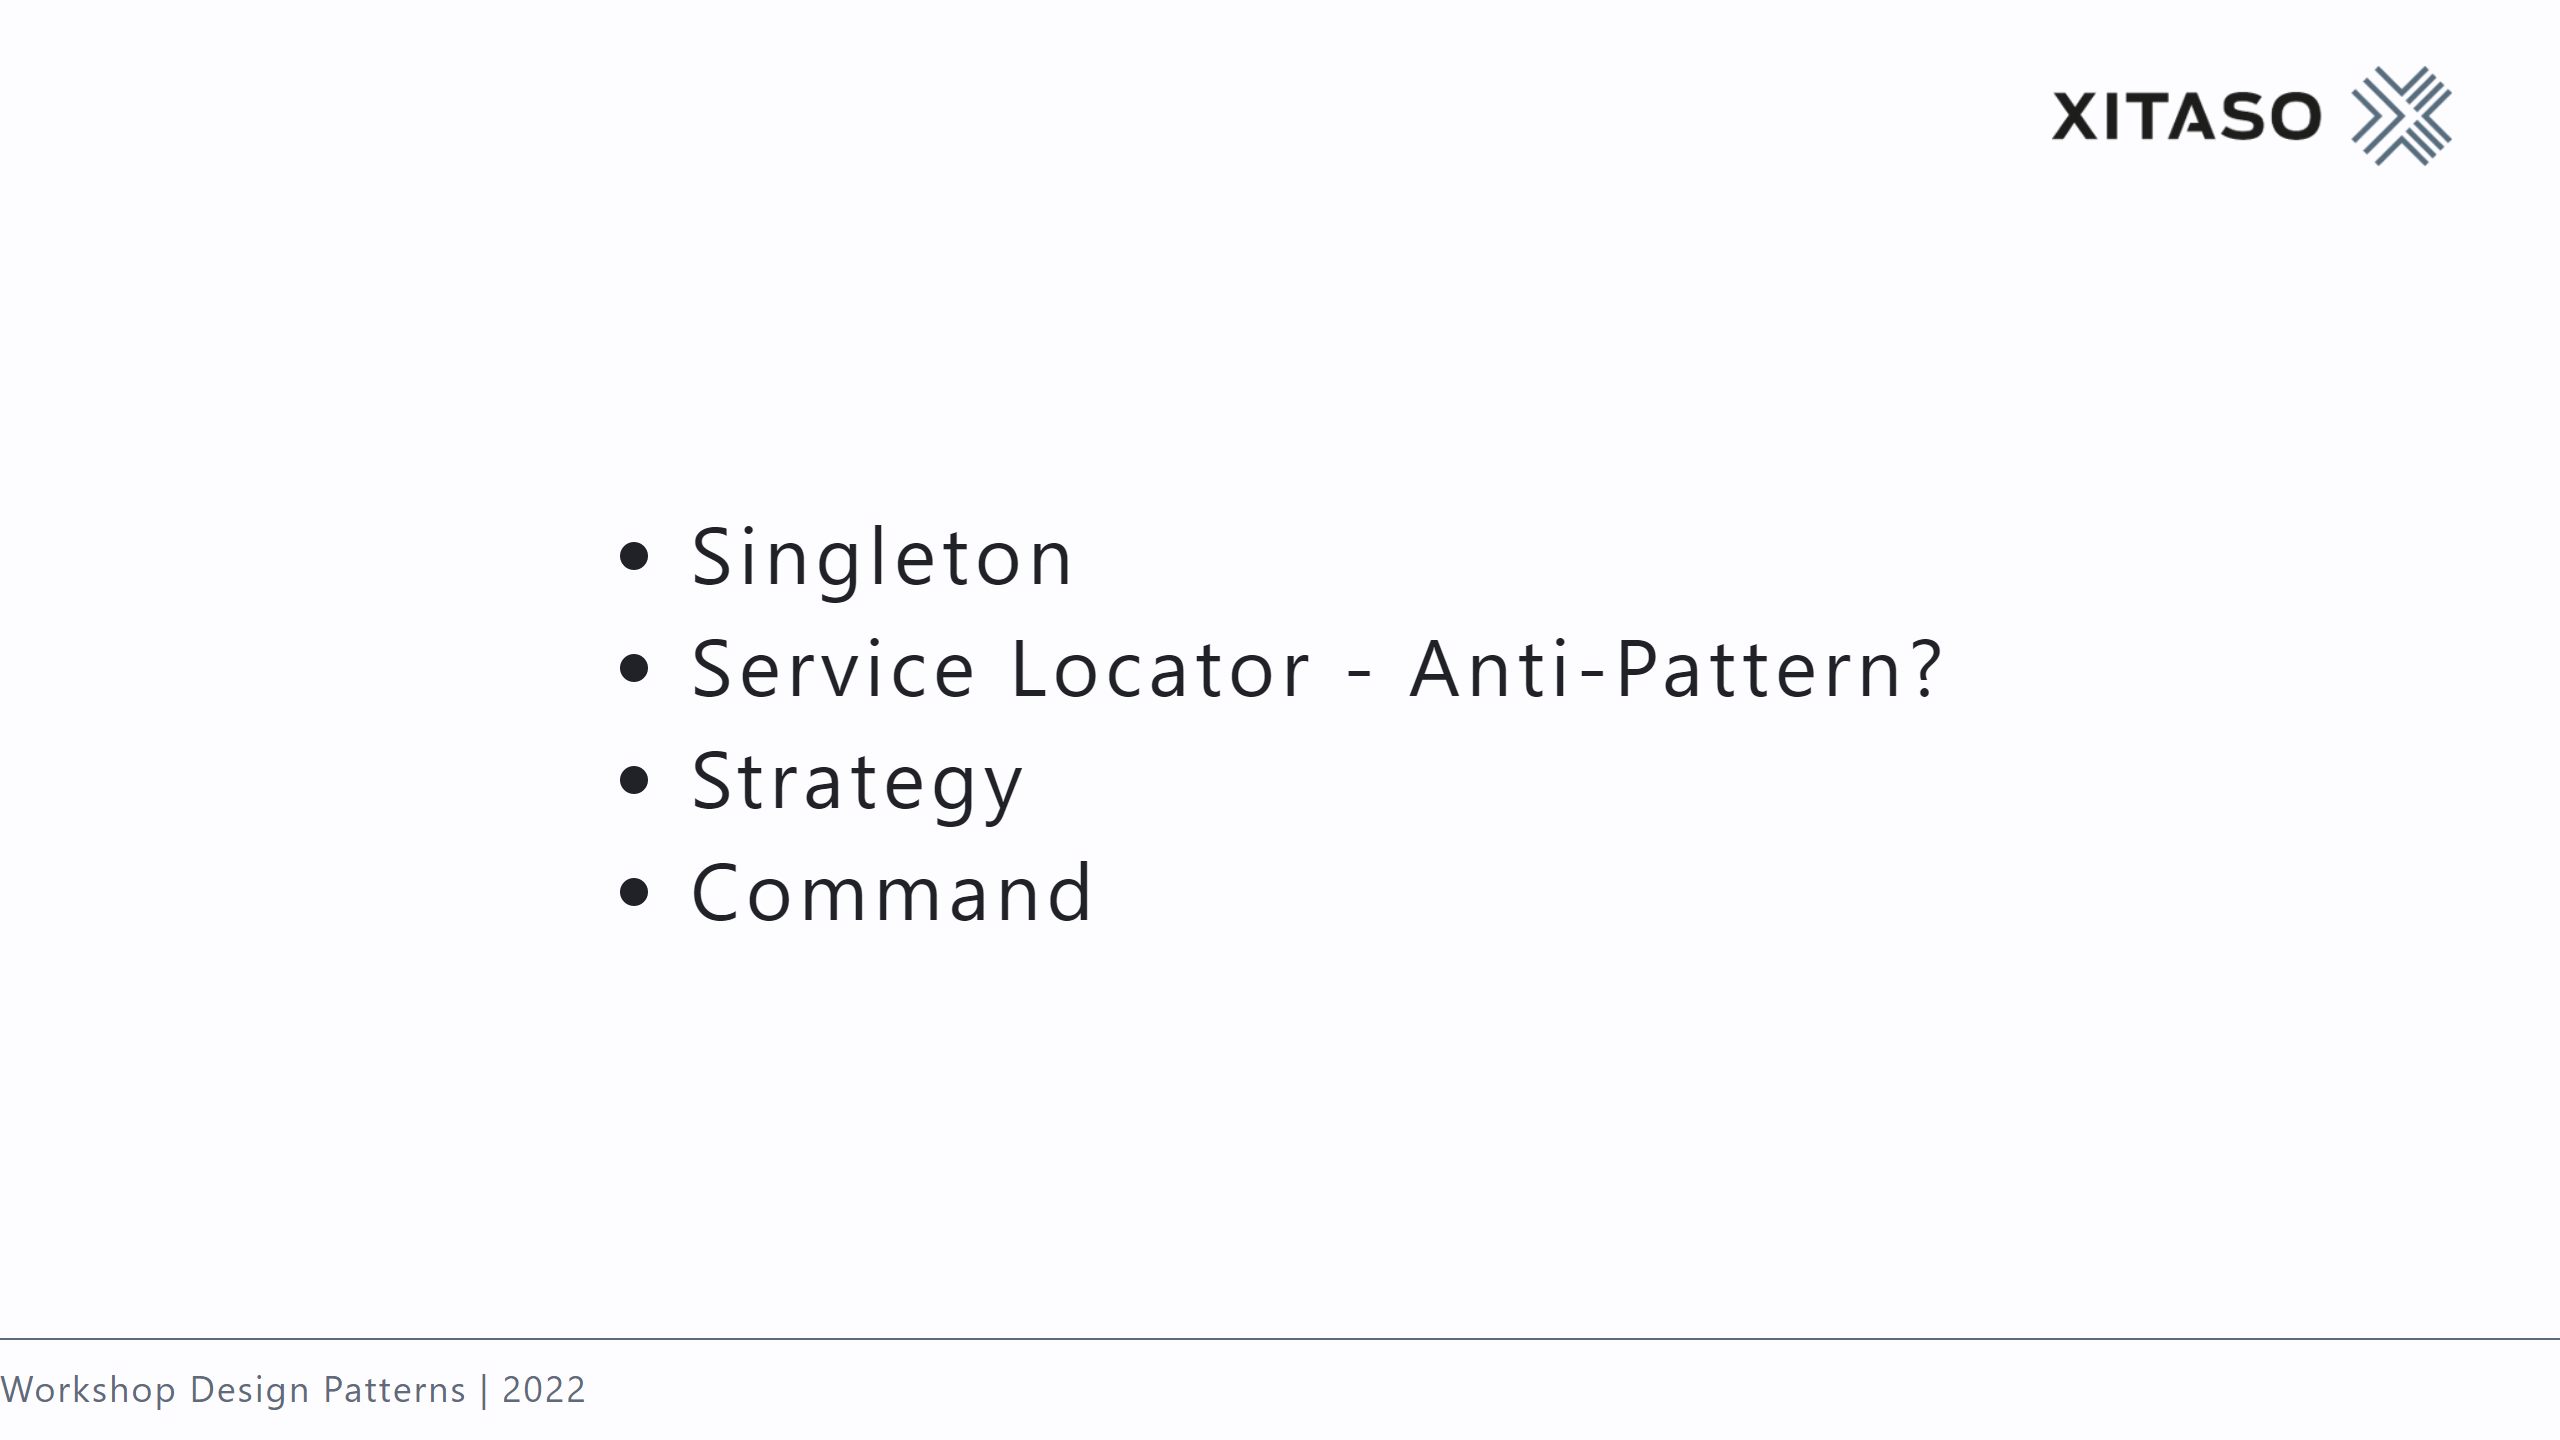 XITASO
• Singleton
• Service Locator - Anti-Pattern?
• Strategy
• Command
Workshop Design Patterns | 2022